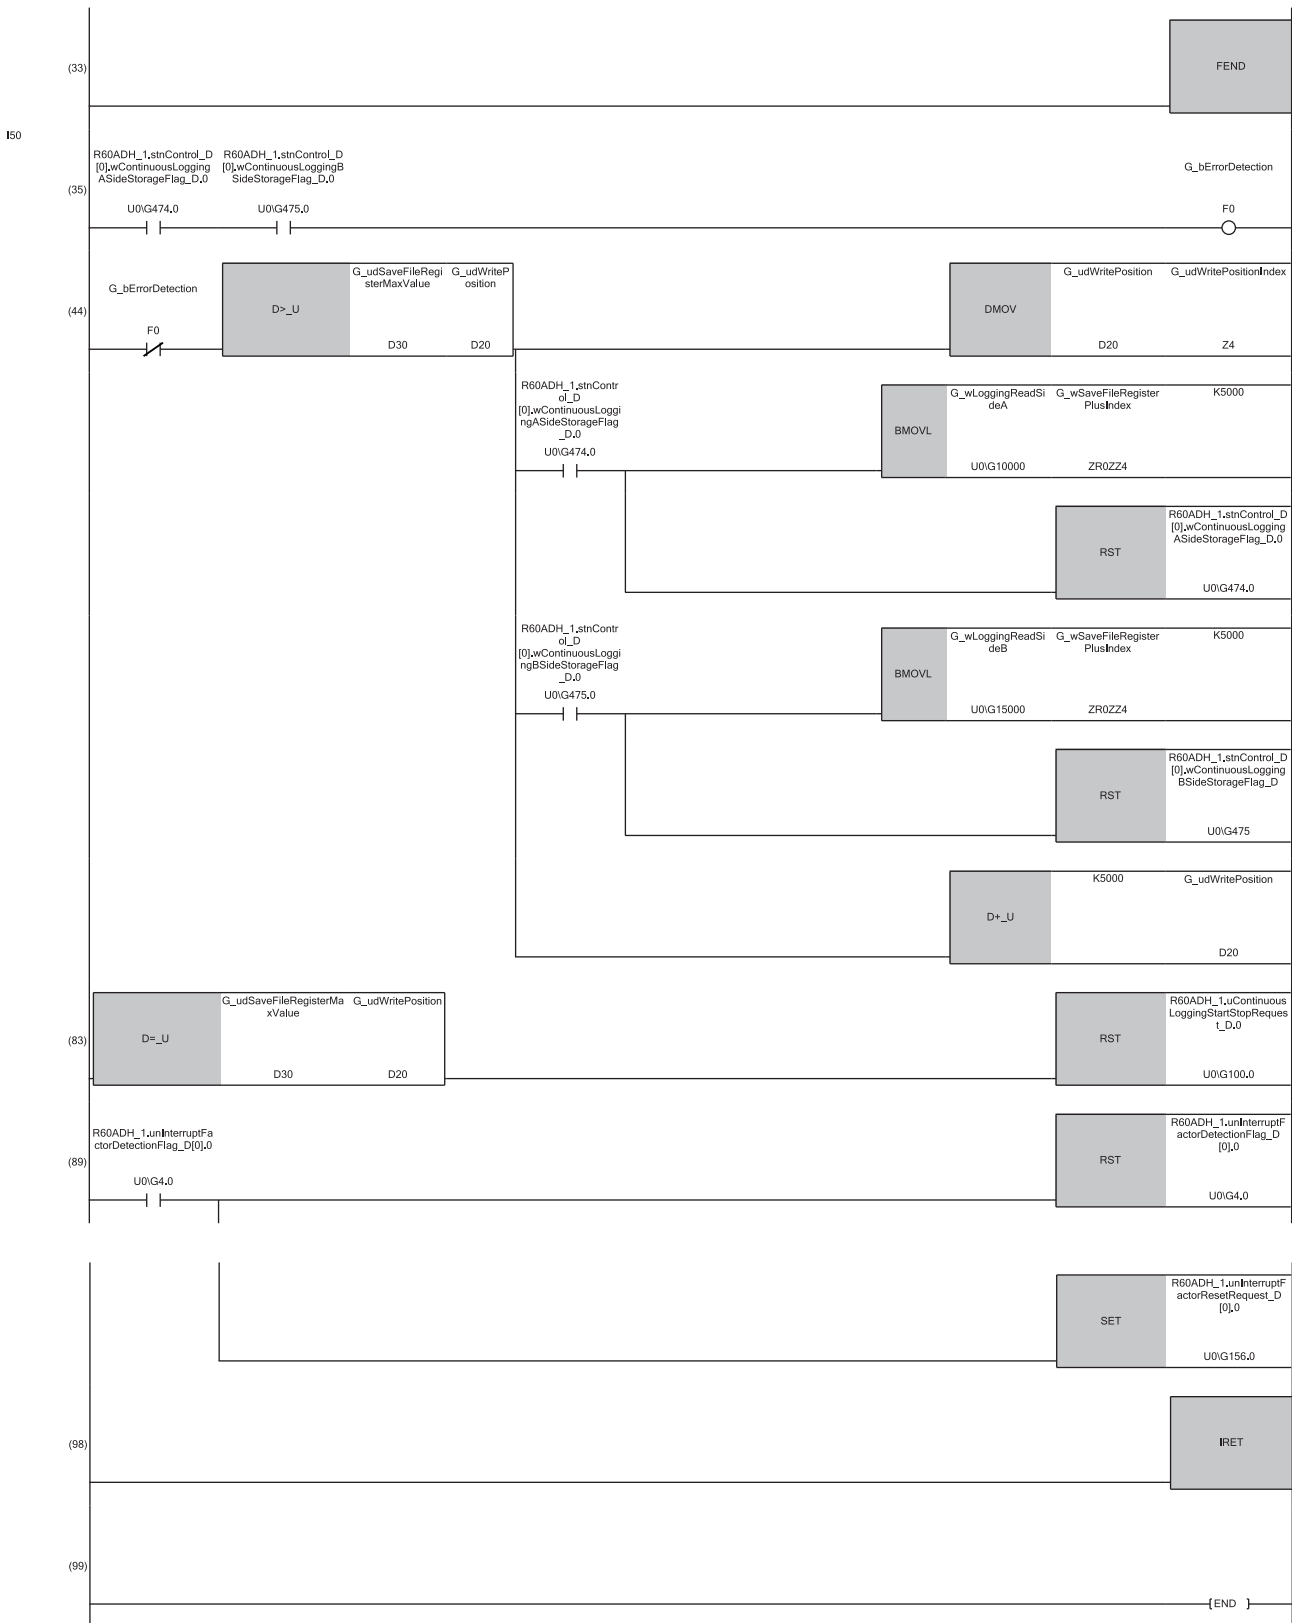 (33)
FEND
I50
R60ADH_1.stnControl_D
[0].wContinuousLogging
ASideStorageFlag_D.0
R60ADH_1.stnControl_D
[0].wContinuousLoggingB
SideStorageFlag_D.0
G_bErrorDetection
(35)
U0\G474.0
U0\G475.0
F0
G_bErrorDetection
G_udSaveFileRegi
sterMaxValue
G_udWriteP
osition
G_udWritePosition
G_udWritePositionIndex
(44)
D>_U
DMOV
F0
D30
D20
D20
Z4
R60ADH_1.stnContr
ol_D
[0].wContinuousLoggi
ngASideStorageFlag
_D.0
U0\G474.0
G_wLoggingReadSi
deA
G_wSaveFileRegister
PlusIndex
K5000
BMOVL
U0\G10000
ZR0ZZ4
R60ADH_1.stnControl_D
[0].wContinuousLogging
ASideStorageFlag_D.0
RST
U0\G474.0
R60ADH_1.stnContr
ol_D
[0].wContinuousLoggi
ngBSideStorageFlag
_D.0
U0\G475.0
G_wLoggingReadSi
deB
G_wSaveFileRegister
PlusIndex
K5000
BMOVL
U0\G15000
ZR0ZZ4
R60ADH_1.stnControl_D
[0].wContinuousLogging
BSideStorageFlag_D
RST
U0\G475
K5000
G_udWritePosition
D+_U
D20
G_udSaveFileRegisterMa
xValue
G_udWritePosition
R60ADH_1.uContinuous
LoggingStartStopReques
t_D.0
(83)
D=_U
RST
D30
D20
U0\G100.0
R60ADH_1.unInterruptFa
ctorDetectionFlag_D[0].0
R60ADH_1.unInterruptF
actorDetectionFlag_D
[0].0
(89)
RST
U0\G4.0
U0\G4.0
R60ADH_1.unInterruptF
actorResetRequest_D
[0].0
SET
U0\G156.0
(98)
IRET
(99)
[END ]